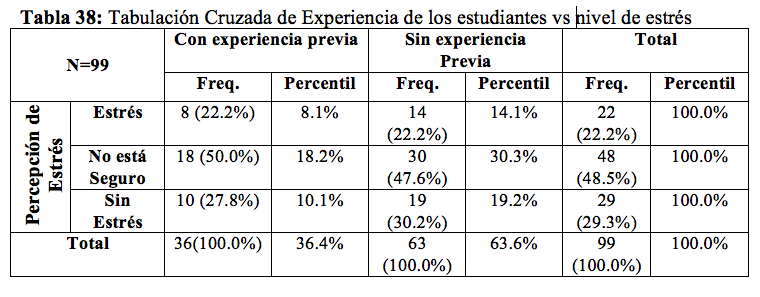 Tabla 38: Tabulación Cruzada de Experiencia de los estudiantes vs nivel de estrés
N=99 Con experiencia previa Sin experiencia Previa Total
Freq. Percentil Freq. Percentil Freq. Percentil
Percepción de Estrés
Estrés 8 (22.2%) 8.1% 14 (22.2%) 14.1% 22 (22.2%) 100.0%
No está Seguro 18 (50.0%) 18.2% 30 (47.6%) 30.3% 48 (48.5%) 100.0%
Sin Estrés 10 (27.8%) 10.1% 19 (30.2%) 19.2% 29 (29.3%) 100.0%
Total 36(100.0%) 36.4% 63 (100.0%) 63.6% 99 (100.0%) 100.0%